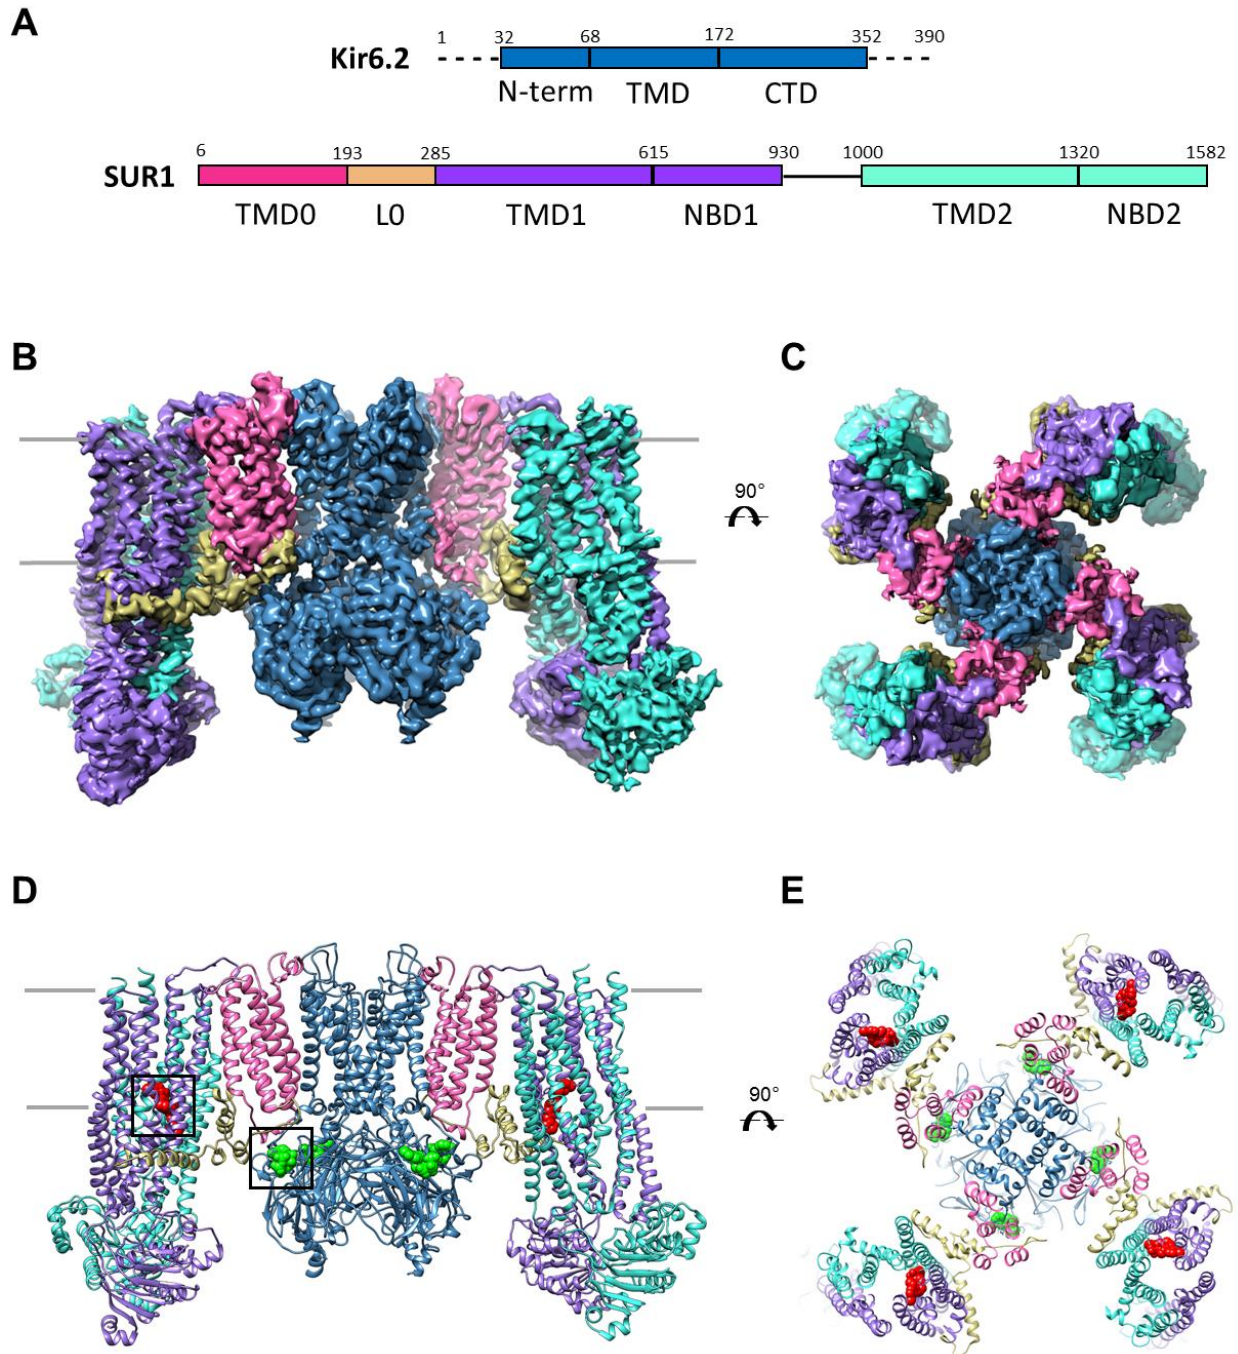 A
1 32 68 172 352 390
Kir6.2
N-term TMD CTD
6 193 285 615 930 1000 1320 1582
SUR1
TMD0 L0 TMD1 NBD1 TMD2 NBD2
B C
90°
D E
90°